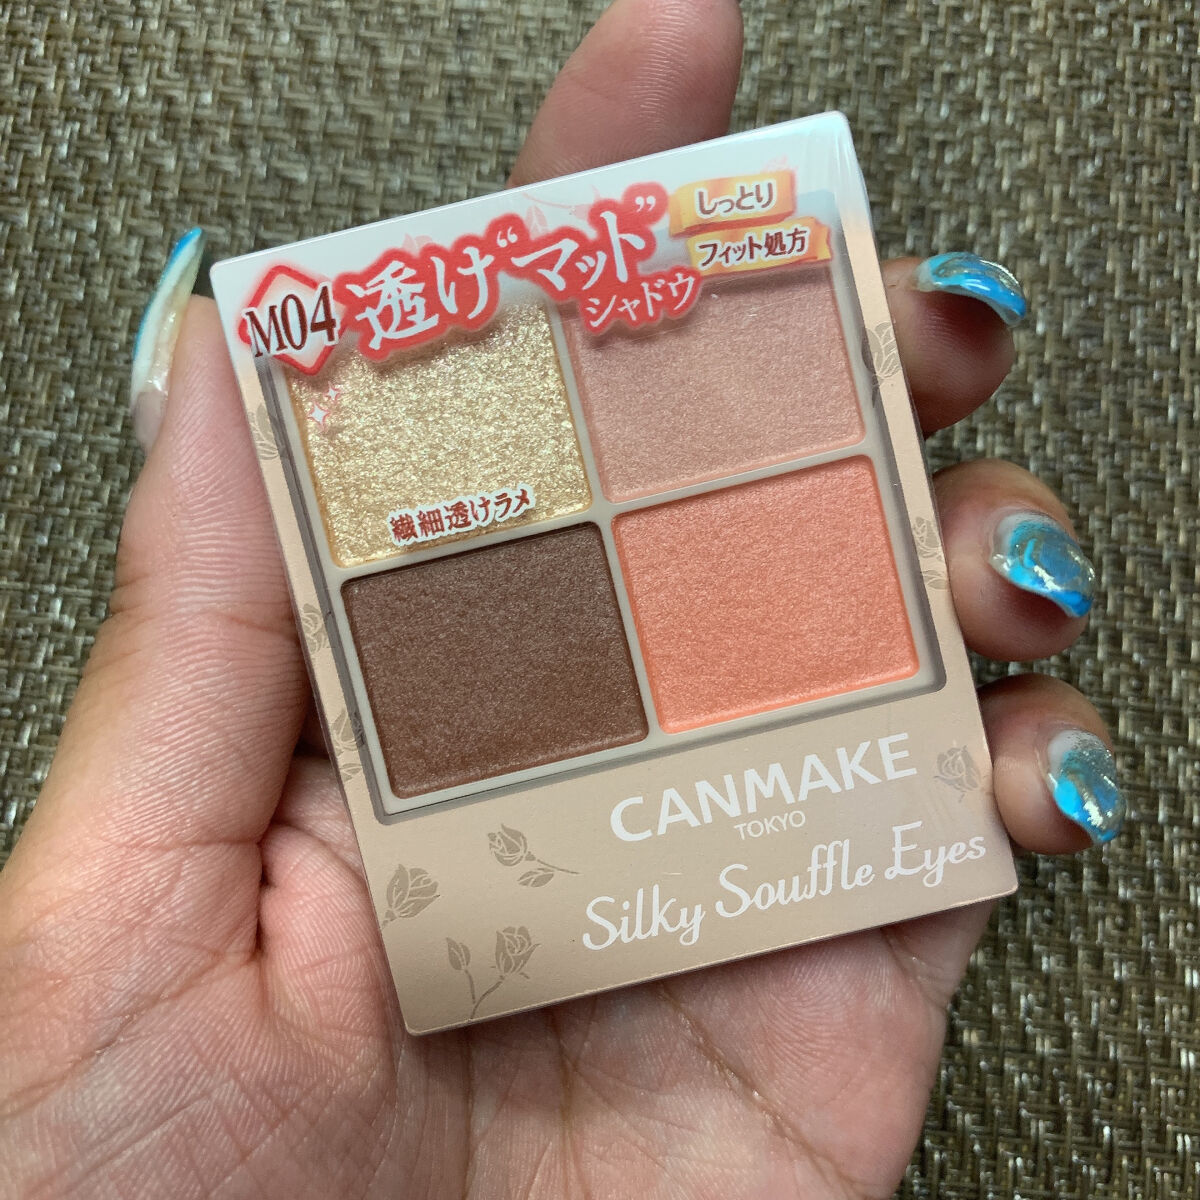 M04
透け“マット”
シャドウ
しっとり
フィット処方
繊細透けラメ
CANMAKE
TOKYO
Silky Souffle Eyes